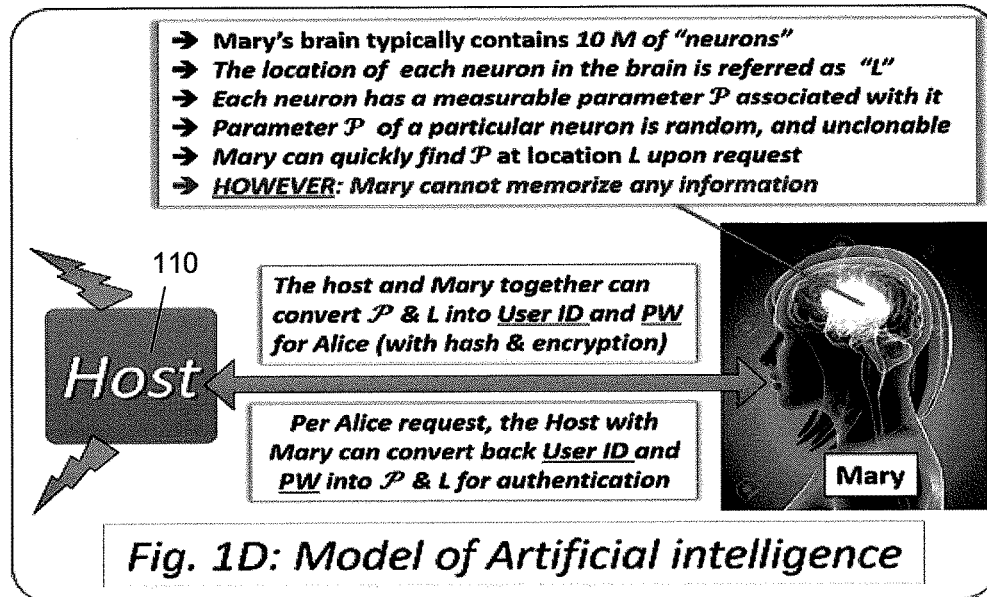 → Mary's brain typically contains 10 M of "neurons"
→ The location of each neuron in the brain is referred as "L"
→ Each neuron has a measurable parameter 𝒫 associated with it
→ Parameter 𝒫 of a particular neuron is random, and unclonable
→ Mary can quickly find 𝒫 at location L upon request
→ HOWEVER: Mary cannot memorize any information
110
Host
The host and Mary together can
convert 𝒫 & L into User ID and PW
for Alice (with hash & encryption)
Per Alice request, the Host with
Mary can convert back User ID and
PW into 𝒫 & L for authentication
Mary
Fig. 1D: Model of Artificial intelligence